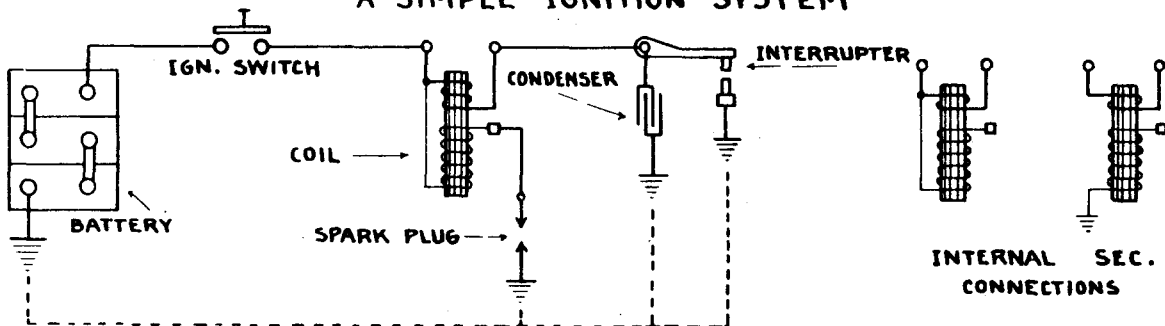 A SIMPLE IGNITION SYSTEM
IGN. SWITCH
INTERRUPTER
CONDENSER
COIL
BATTERY
SPARK PLUG
INTERNAL SEC.
CONNECTIONS